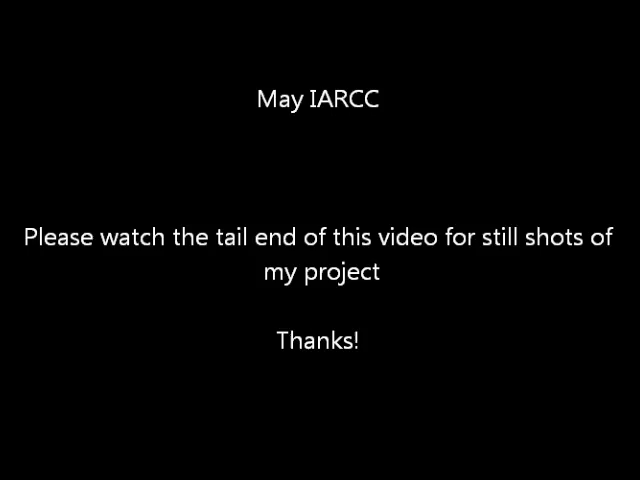 May IARCC
Please watch the tail end of this video for still shots of
my project
Thanks!